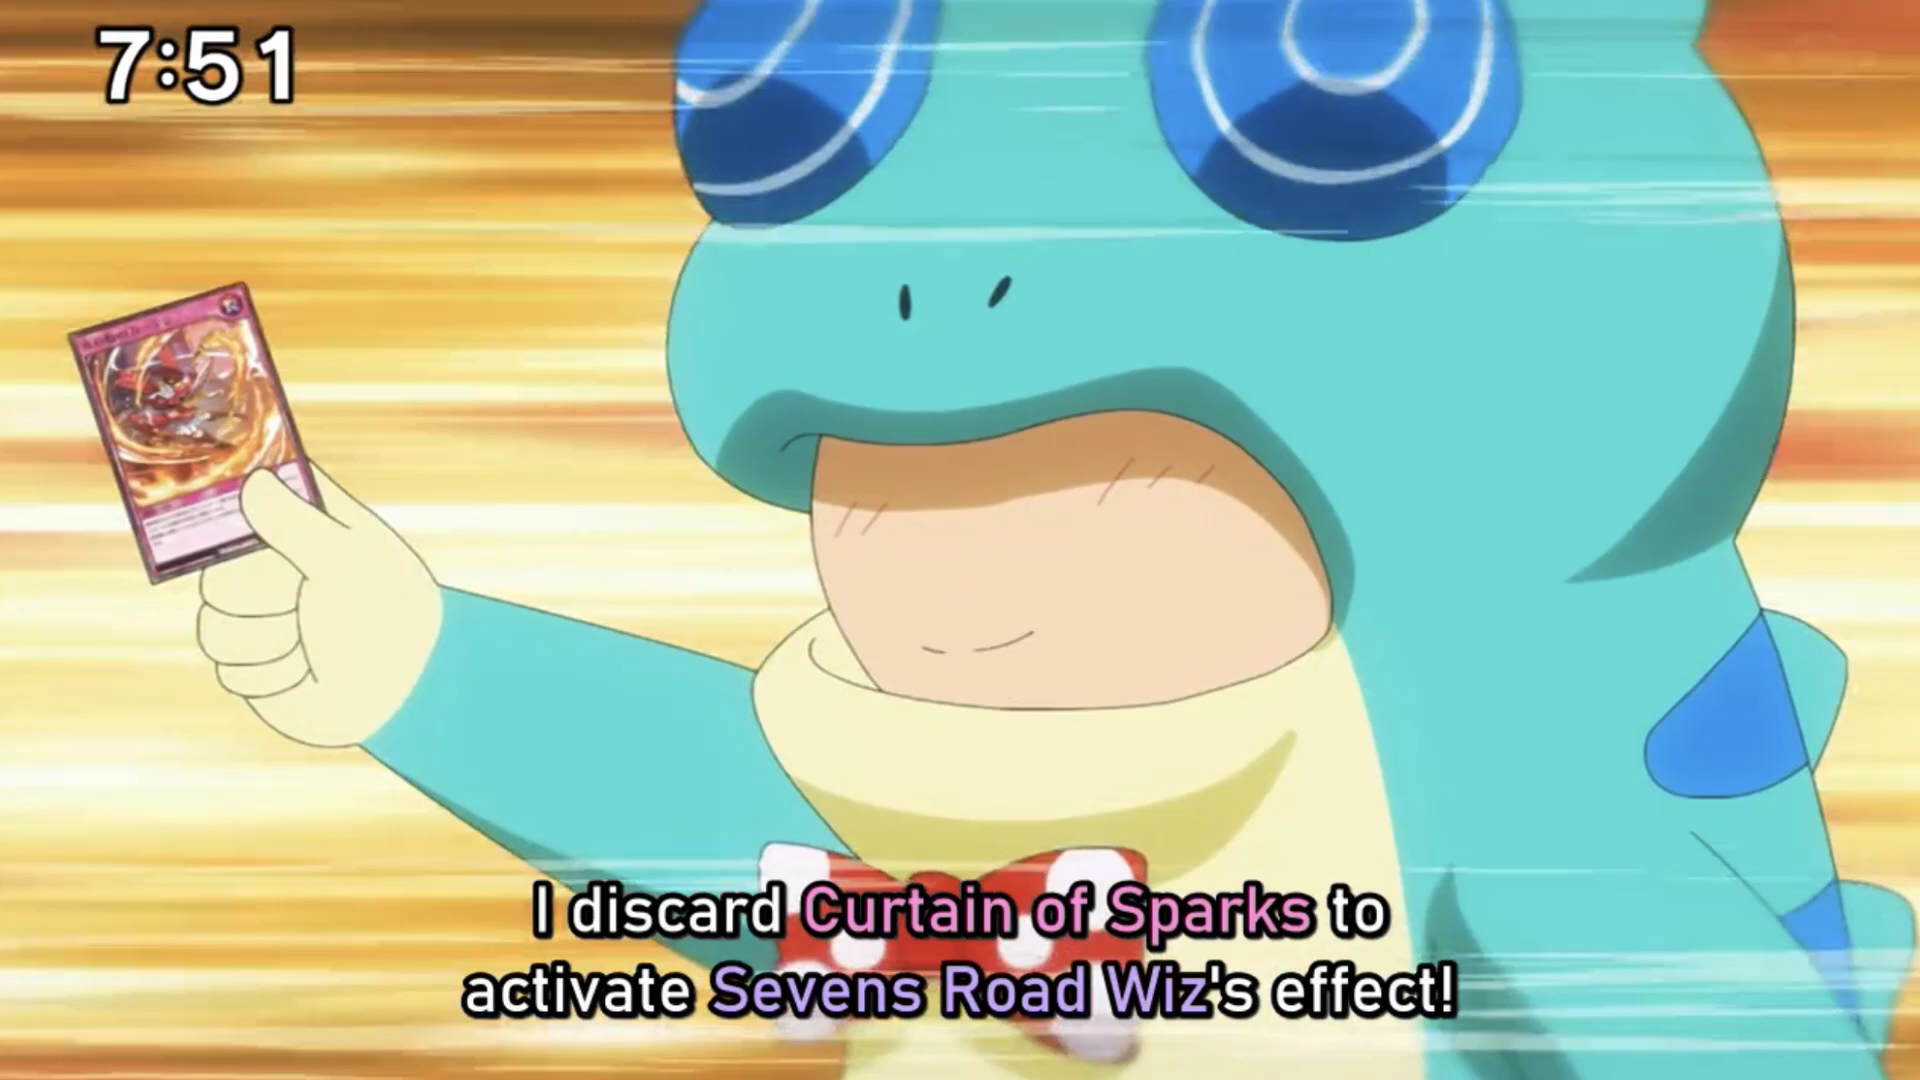 7:51
I discard Curtain of Sparks to
activate Sevens Road Wiz's effect!